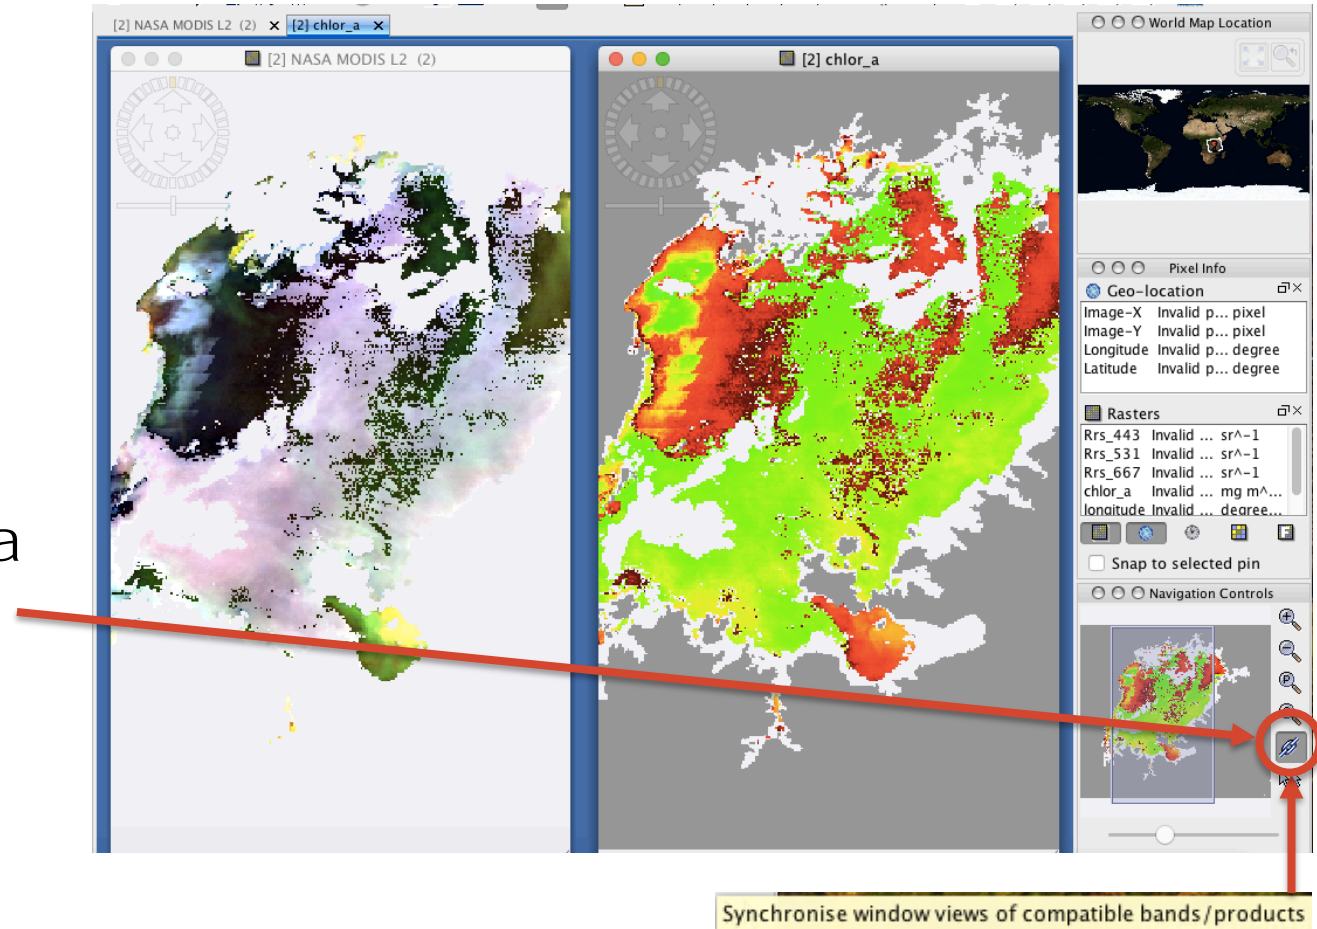 [2] NASA MODIS L2 (2) × [2] chlor_a ×
[2] NASA MODIS L2 (2)
[2] chlor_a
World Map Location
Pixel Info
Geo-location
Image-X Invalid p... pixel
Image-Y Invalid p... pixel
Longitude Invalid p... degree
Latitude Invalid p... degree
Rasters
Rrs_443 Invalid ... sr^-1
Rrs_531 Invalid ... sr^-1
Rrs_667 Invalid ... sr^-1
chlor_a Invalid ... mg m^...
longitude Invalid ... degree...
Snap to selected pin
Navigation Controls
a
Synchronise window views of compatible bands/products